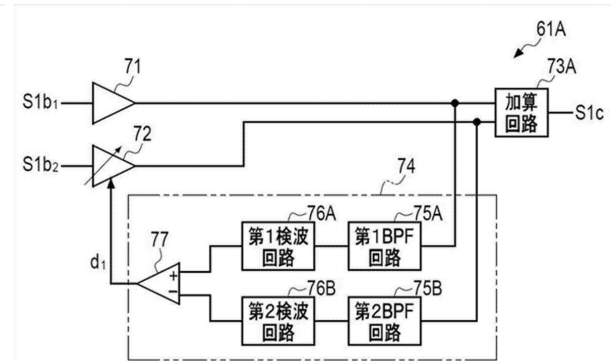 61A
71
73A
S1b₁
加算
回路
S1c
72
S1b₂
74
76A
75A
第1検波
回路
第1BPF
回路
77
+
d₁
−
76B
75B
第2検波
回路
第2BPF
回路